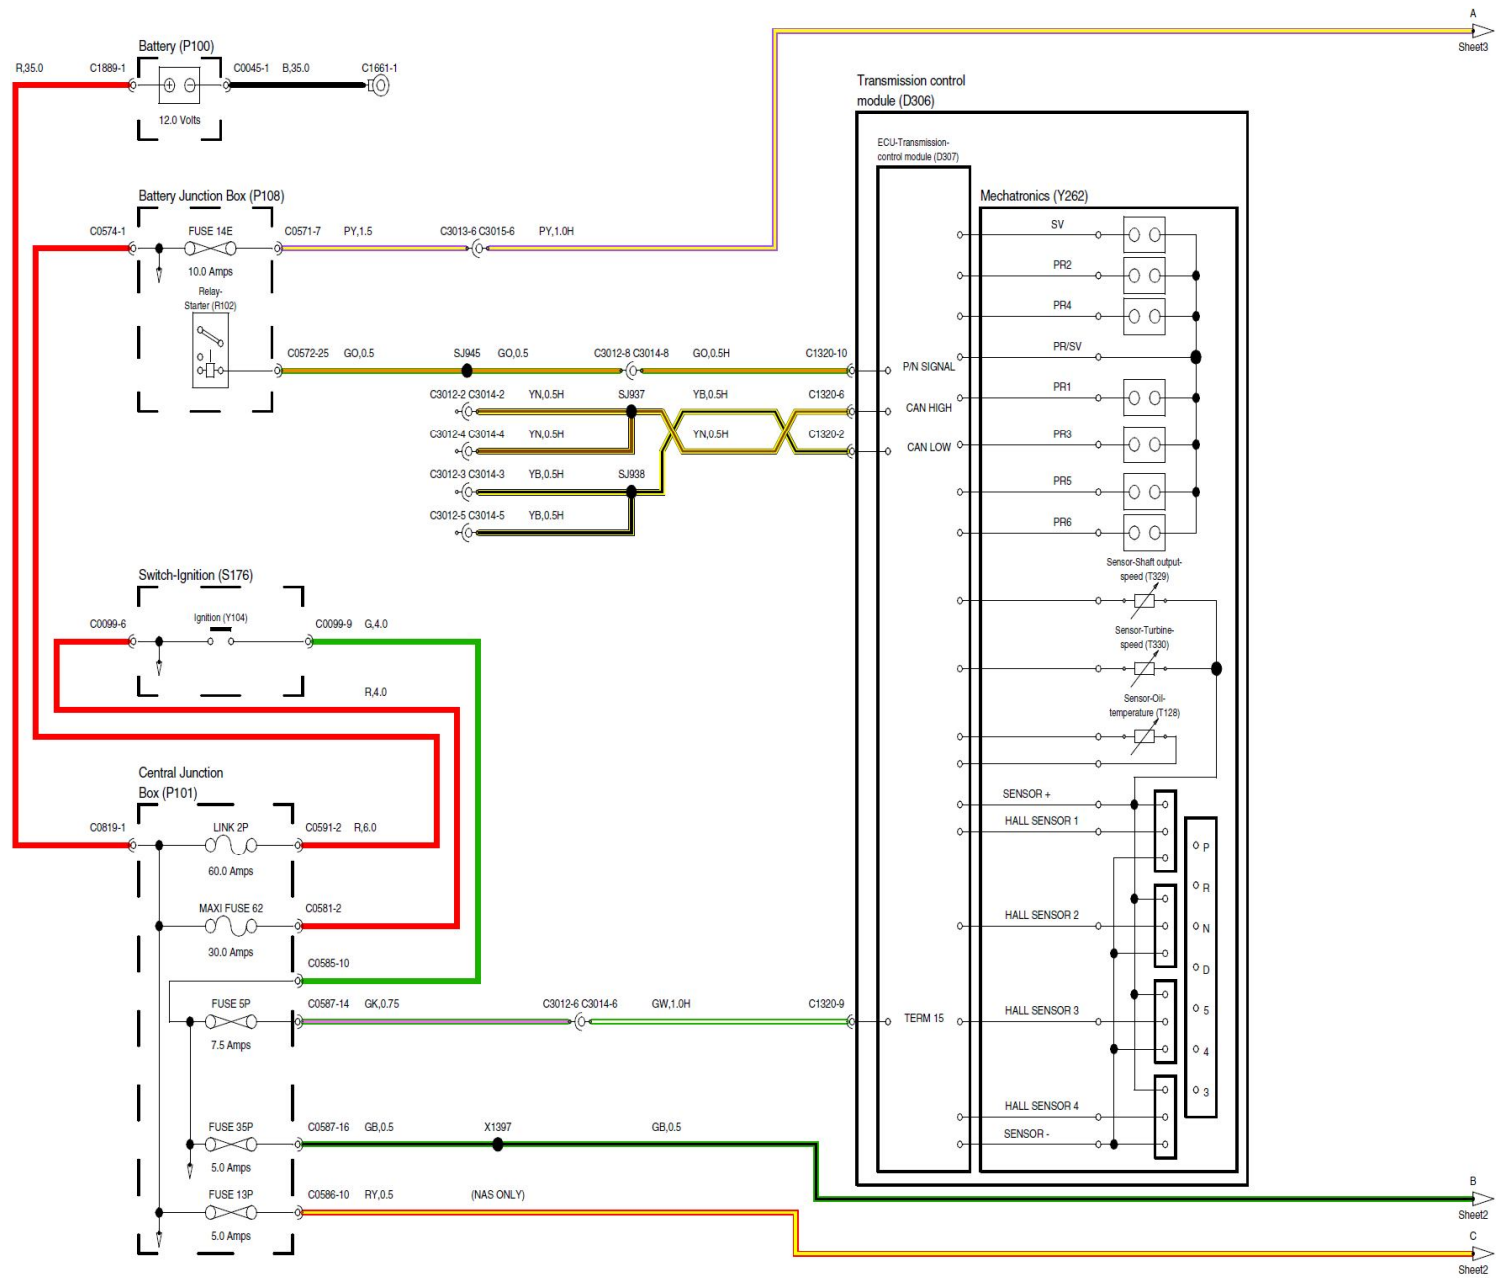 A
Sheet3
Battery (P100)
R,35.0
C1889-1
C0045-1
B,35.0
C1661-1
12.0 Volts
Transmission control
module (D306)
ECU-Transmission-
control module (D307)
Mechatronics (Y262)
Battery Junction Box (P108)
C0574-1
FUSE 14E
C0571-7
PY,1.5
C3013-6 C3015-6
PY,1.0H
10.0 Amps
Relay-
Starter (R102)
SV
PR2
PR4
C0572-25
GO,0.5
SJ945
GO,0.5
C3012-8 C3014-8
GO,0.5H
C1320-10
P/N SIGNAL
PR/SV
C3012-2 C3014-2
YN,0.5H
SJ937
YB,0.5H
C1320-6
CAN HIGH
PR1
C3012-4 C3014-4
YN,0.5H
YN,0.5H
C1320-2
CAN LOW
PR3
C3012-3 C3014-3
YB,0.5H
SJ938
PR5
C3012-5 C3014-5
YB,0.5H
PR6
Sensor-Shaft output-
speed (T329)
Switch-Ignition (S176)
C0099-6
Ignition (Y104)
C0099-9
G,4.0
Sensor-Turbine-
speed (T330)
R,4.0
Sensor-Oil-
temperature (T128)
Central Junction
Box (P101)
C0819-1
LINK 2P
C0591-2
R,6.0
60.0 Amps
SENSOR +
HALL SENSOR 1
P
R
MAXI FUSE 62
C0581-2
30.0 Amps
HALL SENSOR 2
N
D
C0585-10
FUSE 5P
C0587-14
GK,0.75
C3012-6 C3014-6
GW,1.0H
C1320-9
TERM 15
HALL SENSOR 3
5
7.5 Amps
4
3
FUSE 35P
C0587-16
GB,0.5
X1397
GB,0.5
HALL SENSOR 4
SENSOR -
5.0 Amps
FUSE 13P
C0586-10
RY,0.5
(NAS ONLY)
5.0 Amps
B
Sheet2
C
Sheet2